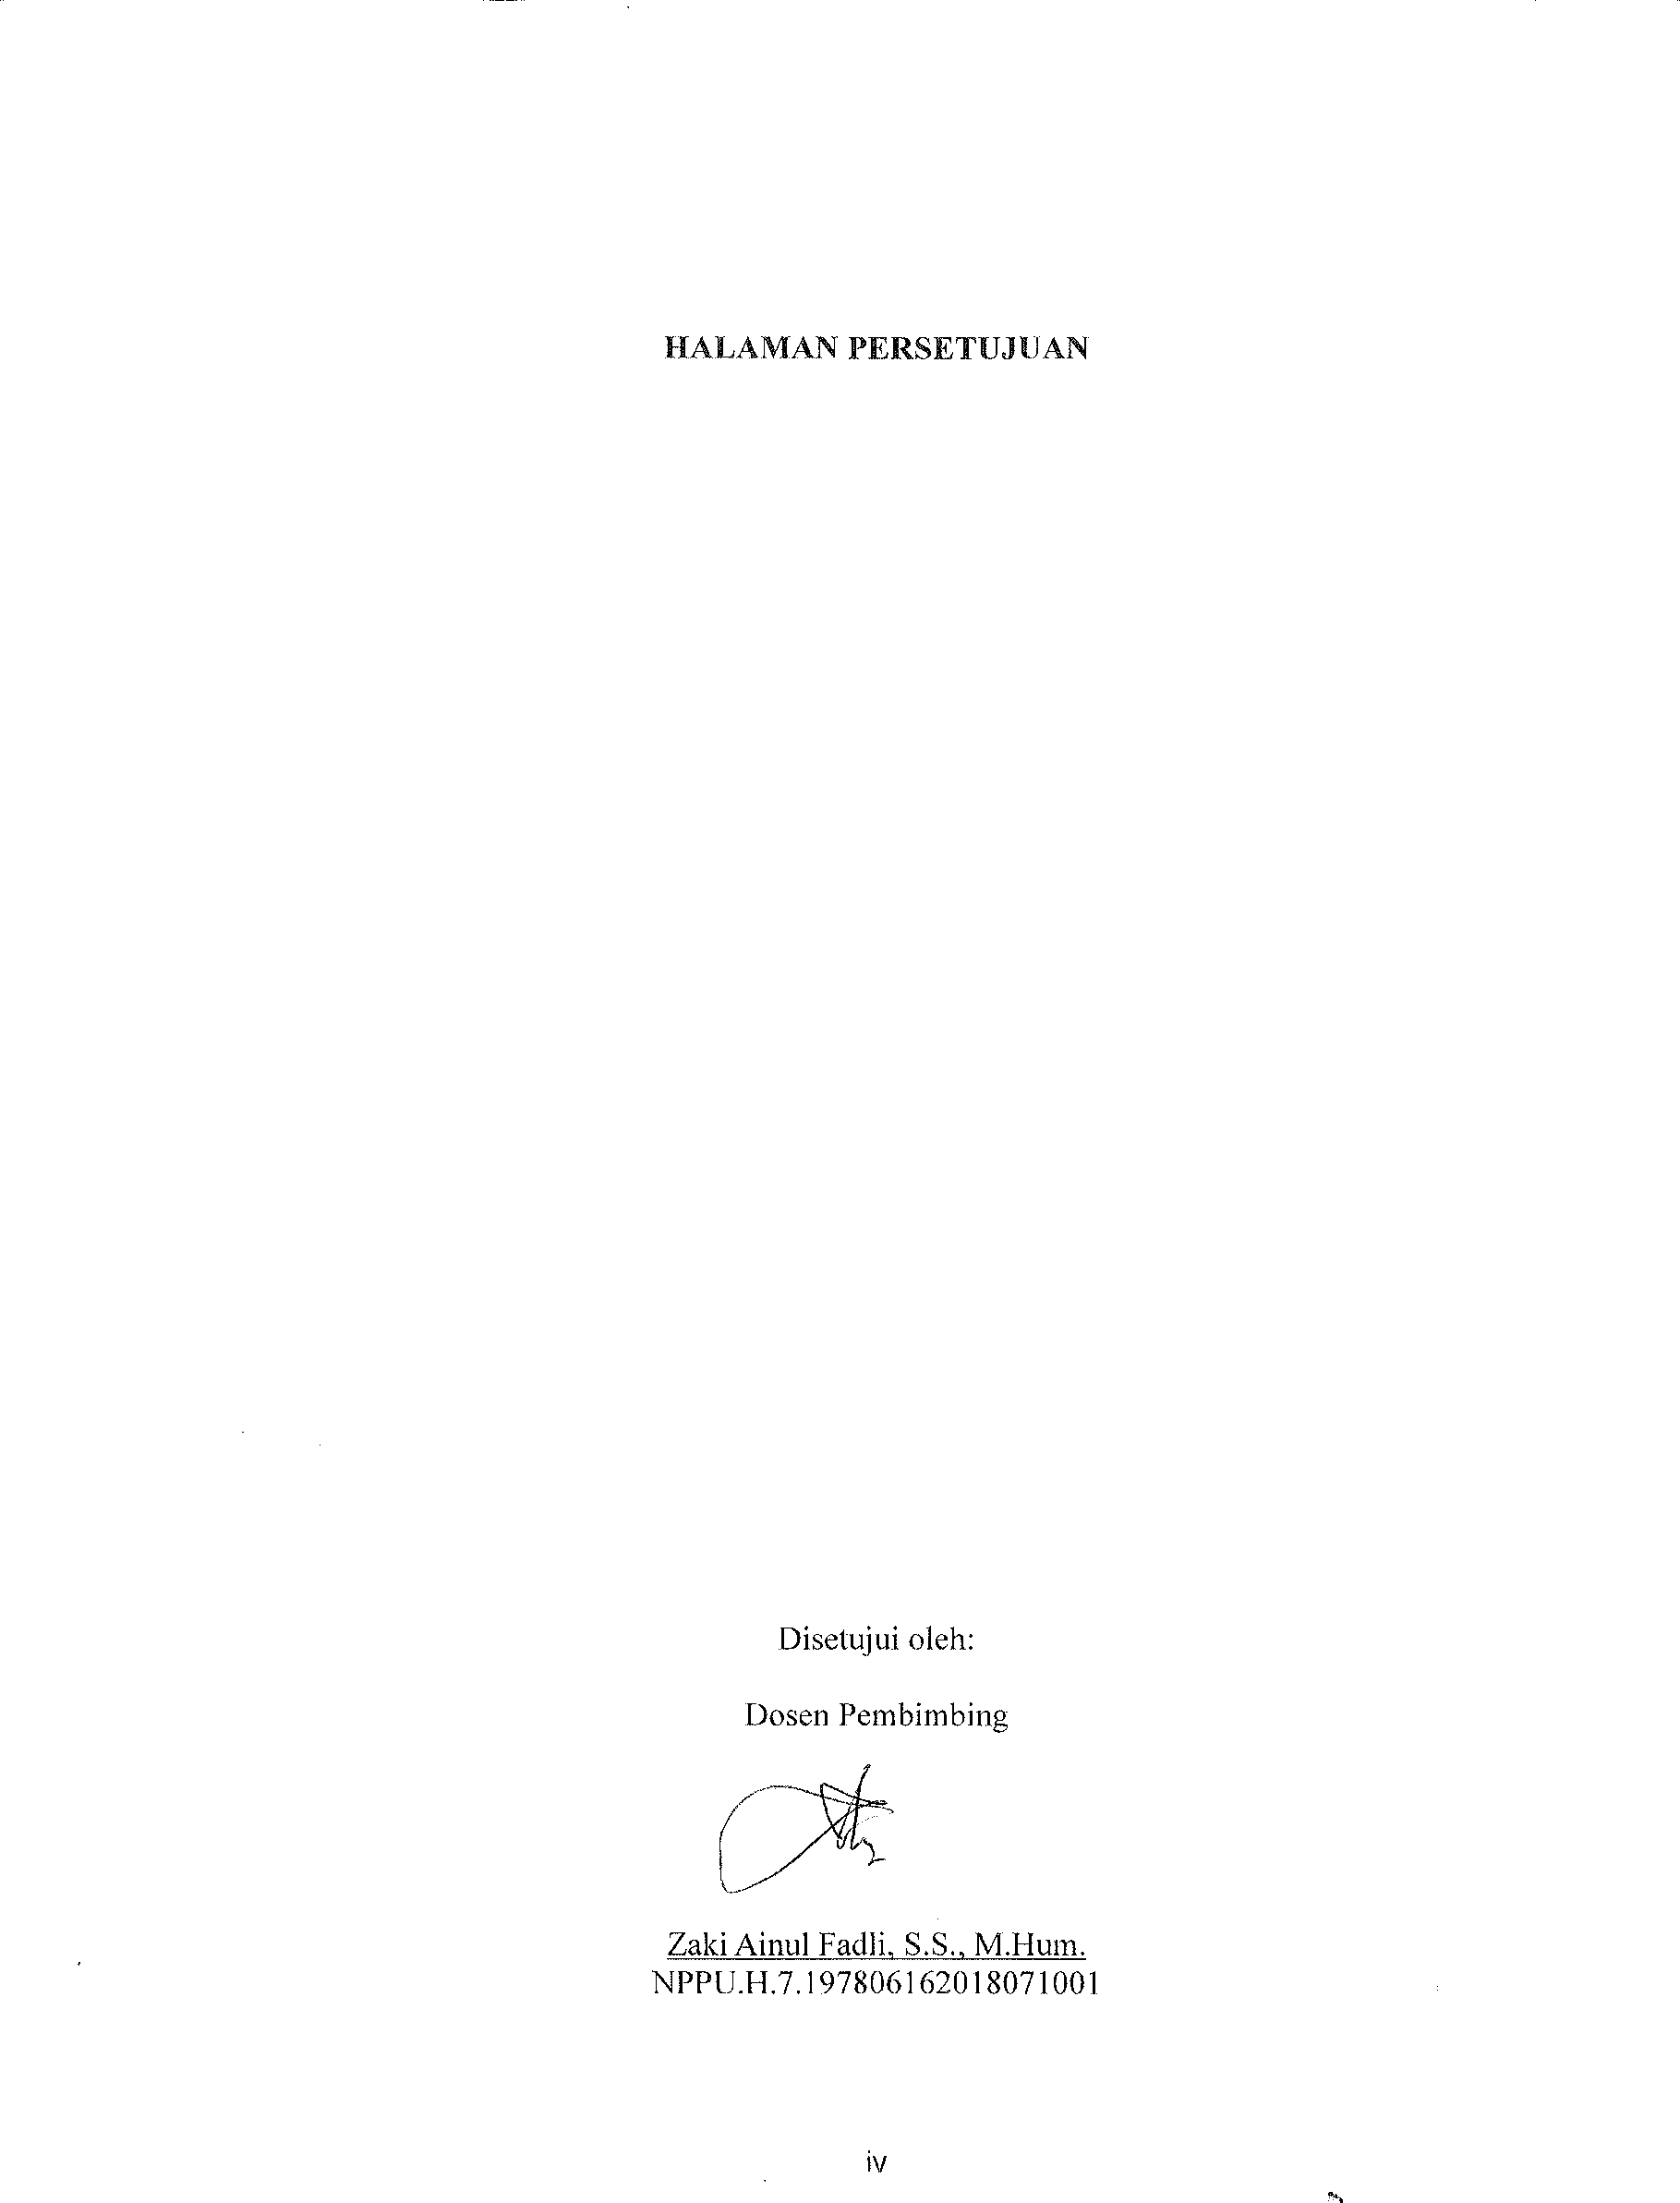 HALAMAN PERSETUJUAN
Disetujui oleh:
Dosen Pembimbing
Zaki Ainul Fadli, S.S., M.Hum.
NPPU.H.7.197806162018071001
iv